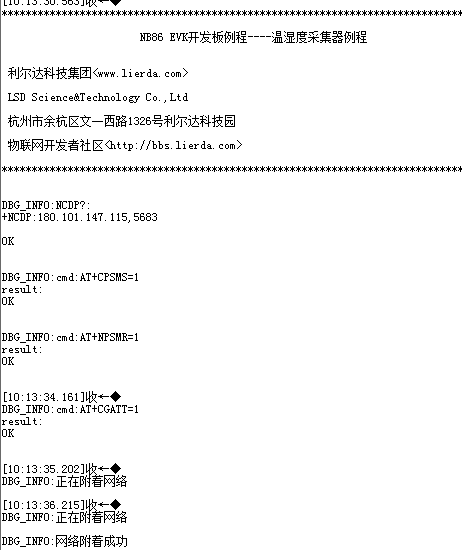 [10:13:30.563]收←◆
********************************************************************************
NB86 EVK开发板例程----温湿度采集器例程
利尔达科技集团<www.lierda.com>
LSD Science&Technology Co.,Ltd
杭州市余杭区文一西路1326号利尔达科技园
物联网开发者社区<http://bbs.lierda.com>
********************************************************************************
DBG_INFO:NCDP?:
+NCDP:180.101.147.115,5683
OK
DBG_INFO:cmd:AT+CPSMS=1
result:
OK
DBG_INFO:cmd:AT+NPSMR=1
result:
OK
[10:13:34.161]收←◆
DBG_INFO:cmd:AT+CGATT=1
result:
OK
[10:13:35.202]收←◆
DBG_INFO:正在附着网络
[10:13:36.215]收←◆
DBG_INFO:正在附着网络
DBG_INFO:网络附着成功